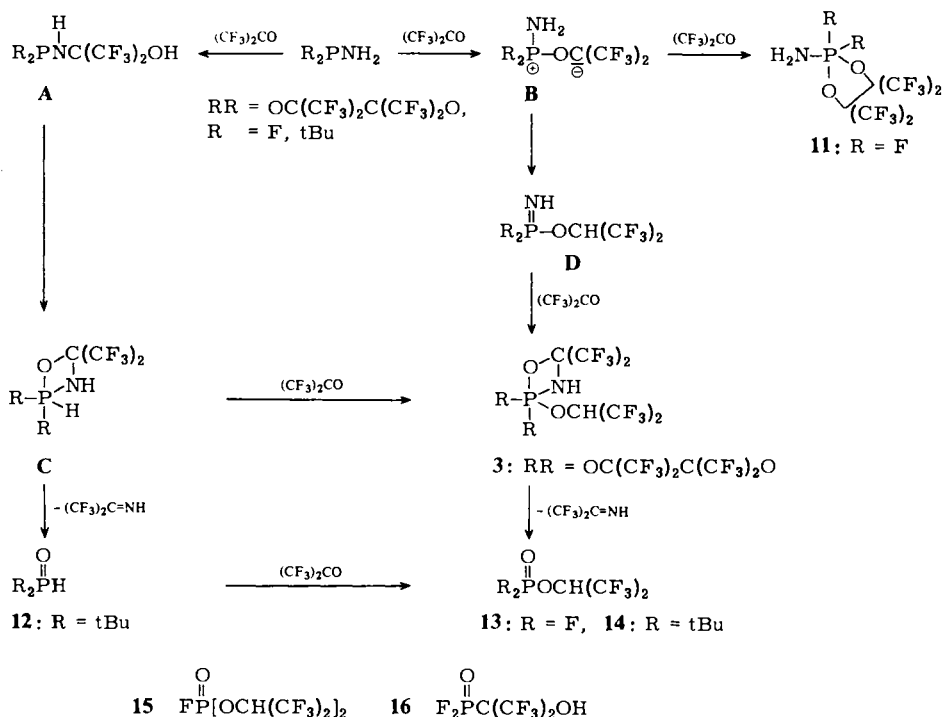 R₂PNC(CF₃)₂OH
H
A
(CF₃)₂CO
R₂PNH₂
(CF₃)₂CO
NH₂
R₂P–OC(CF₃)₂
⊕ ⊖
B
(CF₃)₂CO
F
R
H₂N–P
R
O
O
C(CF₃)₂
C(CF₃)₂
11: R = F
RR = OC(CF₃)₂C(CF₃)₂O,
R = F, tBu
NH
R₂P–OCH(CF₃)₂
D
(CF₃)₂CO
O C(CF₃)₂
NH
R–P
H
R
C
(CF₃)₂CO
O C(CF₃)₂
NH
R–P
OCH(CF₃)₂
R
3: RR = OC(CF₃)₂C(CF₃)₂O
–(CF₃)₂C=NH
–(CF₃)₂C=NH
O
R₂PH
12: R = tBu
(CF₃)₂CO
O
R₂POCH(CF₃)₂
13: R = F, 14: R = tBu
O
15 FP[OCH(CF₃)₂]₂
O
16 F₂PC(CF₃)₂OH